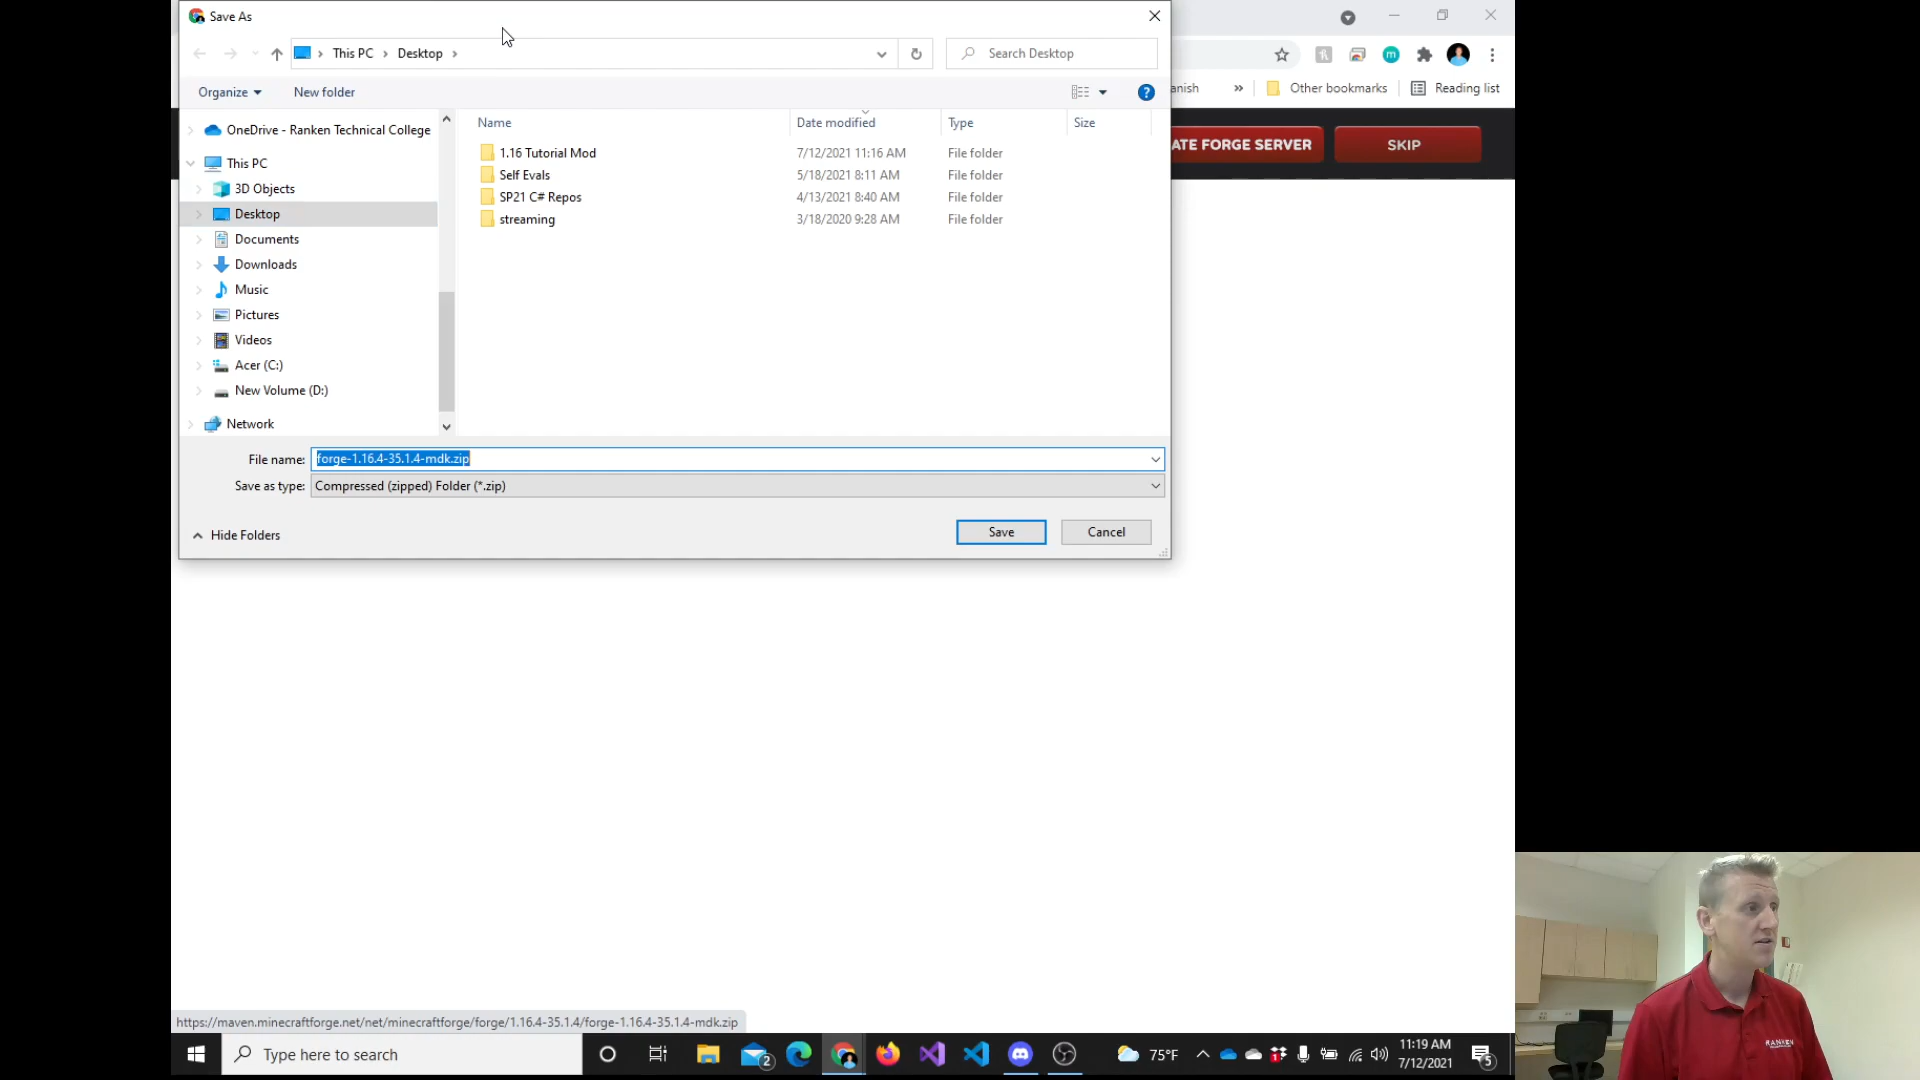 Save As
This PC
Desktop
Search Desktop
Organize
New folder
anish
»
Other bookmarks
Reading list
OneDrive - Ranken Technical College
This PC
3D Objects
Desktop
Documents
Downloads
Music
Pictures
Videos
Acer (C:)
New Volume (D:)
Network
Name Date modified Type Size
1.16 Tutorial Mod 7/12/2021 11:16 AM File folder
Self Evals 5/18/2021 8:11 AM File folder
SP21 C# Repos 4/13/2021 8:40 AM File folder
streaming 3/18/2020 9:28 AM File folder
ATE FORGE SERVER
SKIP
File name: forge-1.16.4-35.1.4-mdk.zip
Save as type: Compressed (zipped) Folder (*.zip)
Hide Folders
Save
Cancel
https://maven.minecraftforge.net/net/minecraftforge/forge/1.16.4-35.1.4/forge-1.16.4-35.1.4-mdk.zip
Type here to search
2
75°F
11:19 AM
7/12/2021
5
RANKEN